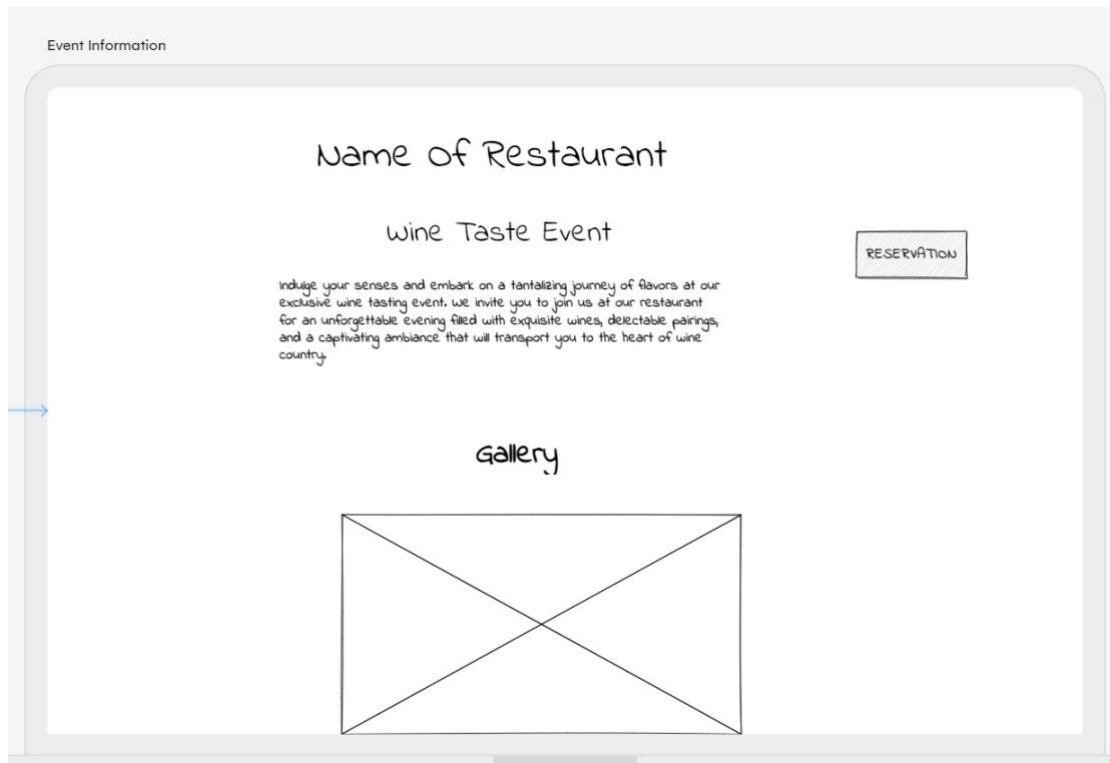 Event Information
Name of Restaurant
Wine Taste Event
RESERVATION
Indulge your senses and embark on a tantalizing journey of flavors at our
exclusive wine tasting event. We invite you to join us at our restaurant
for an unforgettable evening filled with exquisite wines, delectable pairings,
and a captivating ambiance that will transport you to the heart of wine
country.
Gallery